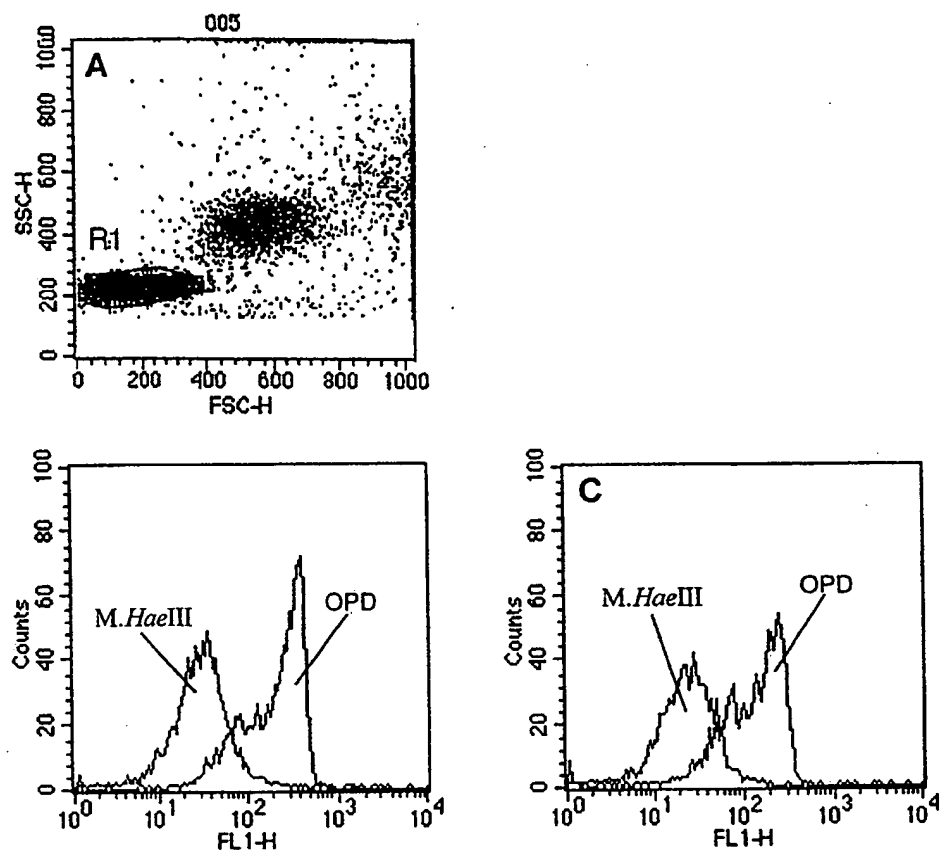 005
A
1000
800
600
400
200
0
SSC-H
R1
0 200 400 600 800 1000
FSC-H
100
80
60
40
20
0
Counts
M.HaeIII
OPD
10^0 10^1 10^2 10^3 10^4
FL1-H
C
100
80
60
40
20
0
Counts
M.HaeIII
OPD
10^0 10^1 10^2 10^3 10^4
FL1-H